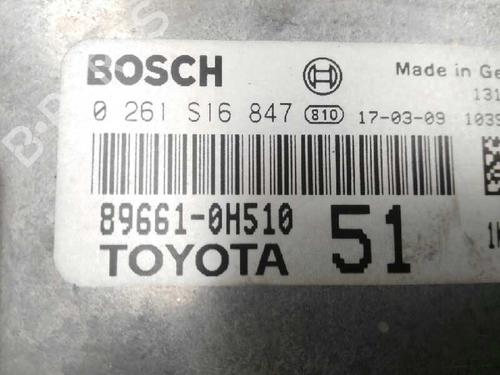 BOSCH
Made in Ge
0 261 S16 847 810 17-03-09 1039
131
89661-0H510
TOYOTA
51